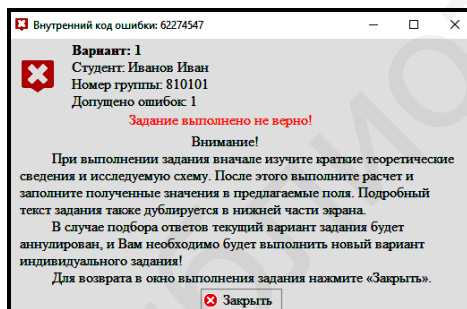 Внутренний код ошибки: 62274547
Вариант: 1
Студент: Иванов Иван
Номер группы: 810101
Допущено ошибок: 1
Задание выполнено не верно!
Внимание!
При выполнении задания вначале изучите краткие теоретические
сведения и исследуемую схему. После этого выполните расчет и
заполните полученные значения в предлагаемые поля. Подробный
текст задания также дублируется в нижней части экрана.
В случае подбора ответов текущий вариант задания будет
аннулирован, и Вам необходимо будет выполнить новый вариант
индивидуального задания!
Для возврата в окно выполнения задания нажмите «Закрыть».
Закрыть